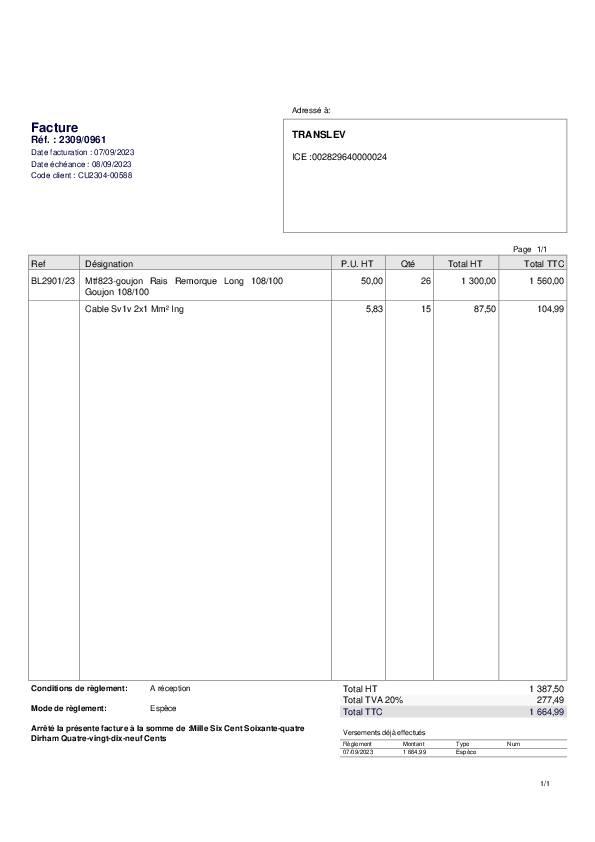 Adressé à:
Facture
Réf. : 2309/0961
Date facturation : 07/09/2023
Date échéance : 08/09/2023
Code client : CU2304-00588
TRANSLEV
ICE :002829640000024
Page 1/1
Ref Désignation P.U. HT Qté Total HT Total TTC
BL2901/23 Mtf823-goujon Rais Remorque Long 108/100 50,00 26 1 300,00 1 560,00
Goujon 108/100
Cable Sv1v 2x1 Mm² Ing 5,83 15 87,50 104,99
Conditions de règlement: A réception
Mode de règlement: Espèce
Arrêté la présente facture à la somme de :Mille Six Cent Soixante-quatre
Dirham Quatre-vingt-dix-neuf Cents
Total HT 1 387,50
Total TVA 20% 277,49
Total TTC 1 664,99
Versements déjà effectués
Règlement Montant Type Num
07/09/2023 1 664,99 Espèce
1/1